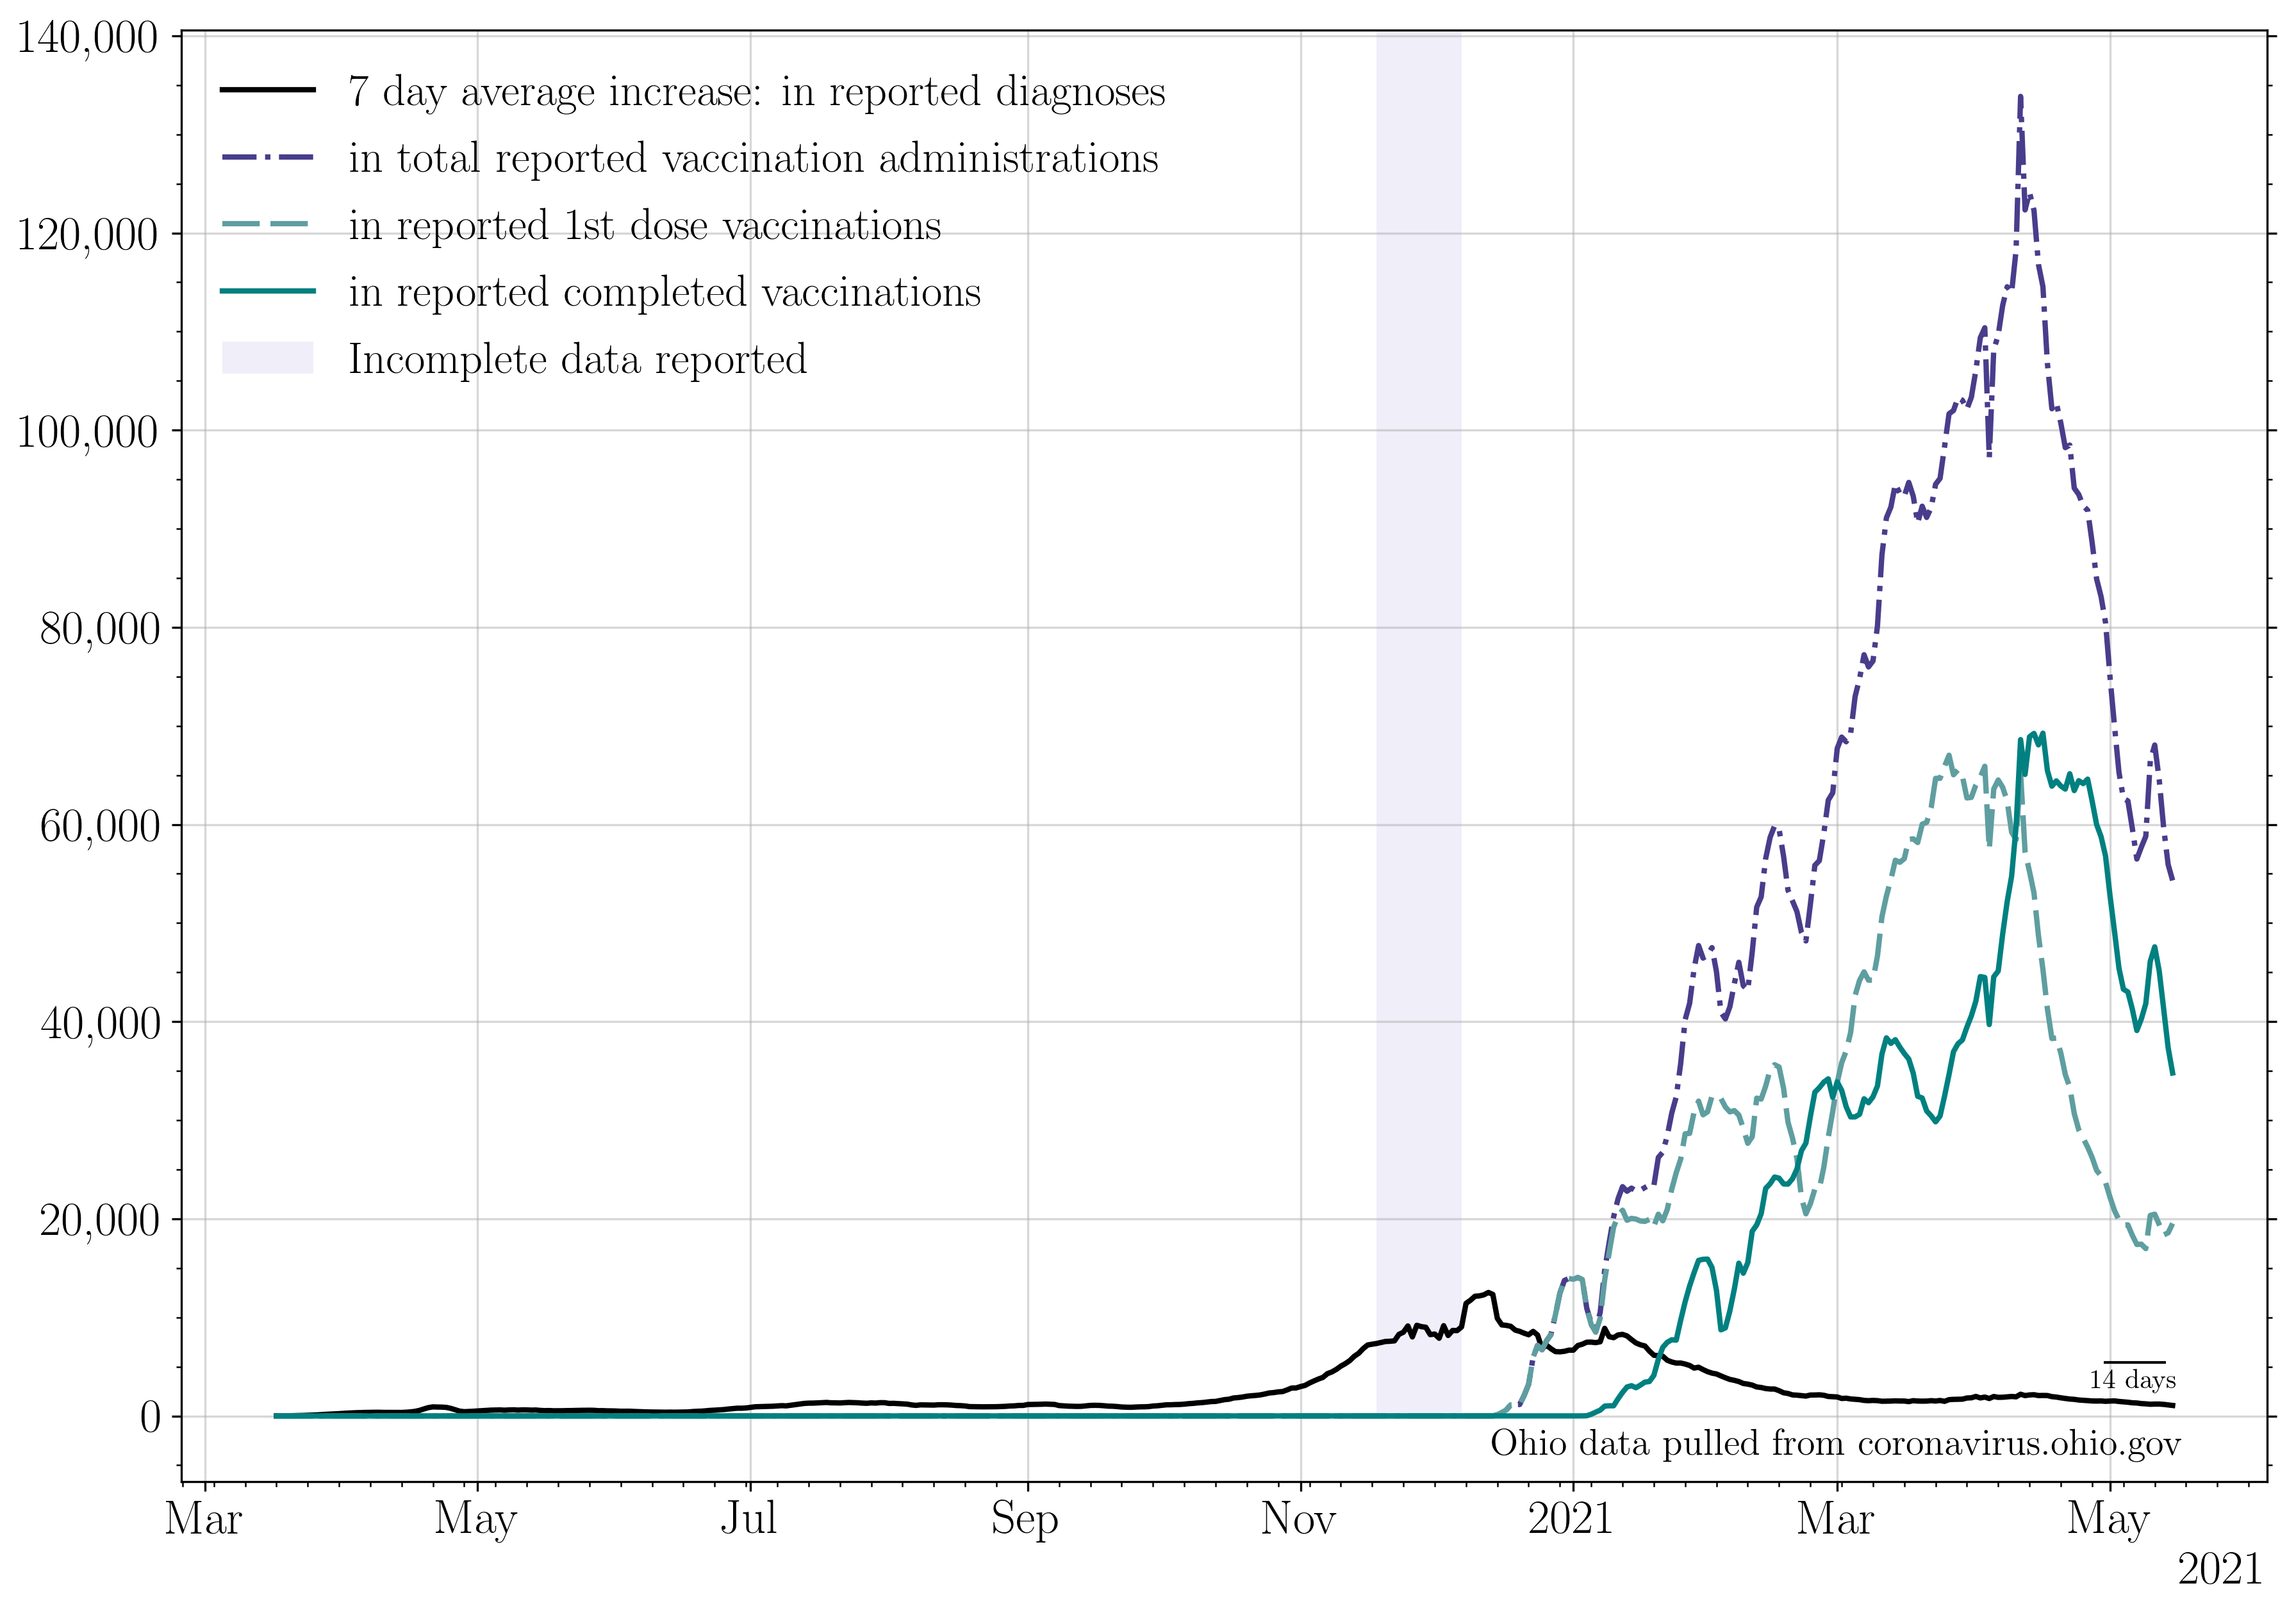 140,000
7 day average increase: in reported diagnoses
in total reported vaccination administrations
120,000
in reported 1st dose vaccinations
in reported completed vaccinations
Incomplete data reported
100,000
80,000
60,000
40,000
20,000
14 days
0
Ohio data pulled from coronavirus.ohio.gov
Mar May Jul Sep Nov 2021 Mar May
2021